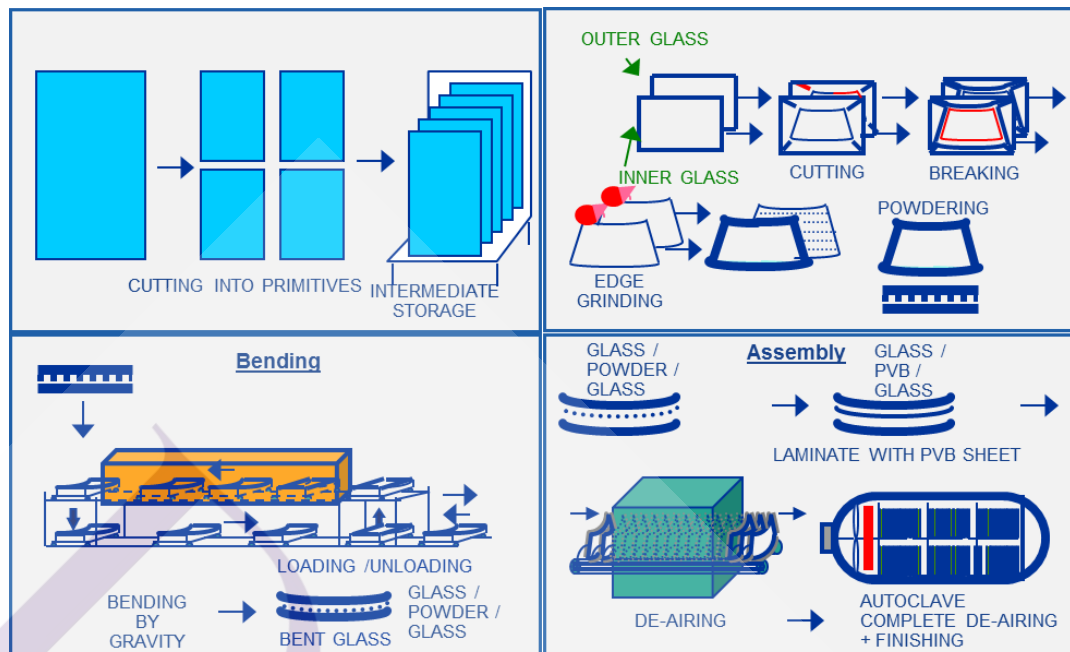 CUTTING INTO PRIMITIVES
INTERMEDIATE
STORAGE
OUTER GLASS
INNER GLASS
CUTTING
BREAKING
EDGE
GRINDING
POWDERING
Bending
LOADING /UNLOADING
BENDING
BY
GRAVITY
BENT GLASS
GLASS /
POWDER /
GLASS
Assembly
GLASS /
POWDER /
GLASS
GLASS /
PVB /
GLASS
LAMINATE WITH PVB SHEET
DE-AIRING
AUTOCLAVE
COMPLETE DE-AIRING
+ FINISHING